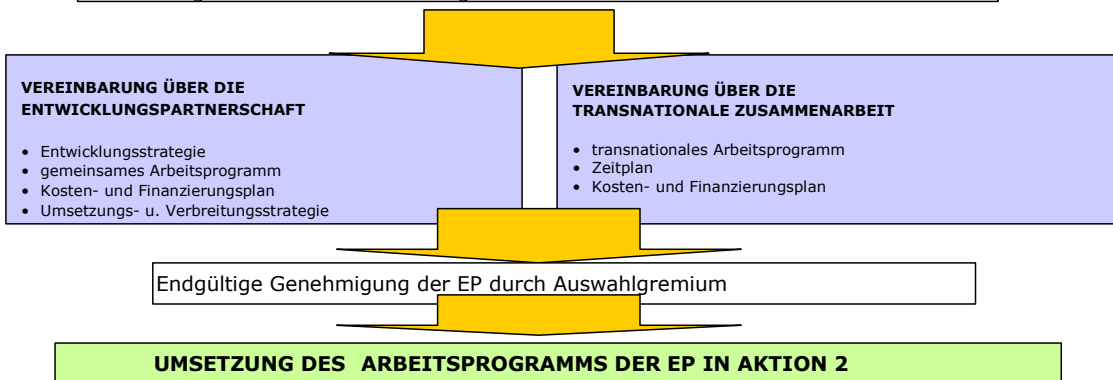 VEREINBARUNG ÜBER DIE
ENTWICKLUNGSPARTNERSCHAFT
• Entwicklungsstrategie
• gemeinsames Arbeitsprogramm
• Kosten- und Finanzierungsplan
• Umsetzungs- u. Verbreitungsstrategie
VEREINBARUNG ÜBER DIE
TRANSNATIONALE ZUSAMMENARBEIT
• transnationales Arbeitsprogramm
• Zeitplan
• Kosten- und Finanzierungsplan
Endgültige Genehmigung der EP durch Auswahlgremium
UMSETZUNG DES ARBEITSPROGRAMMS DER EP IN AKTION 2